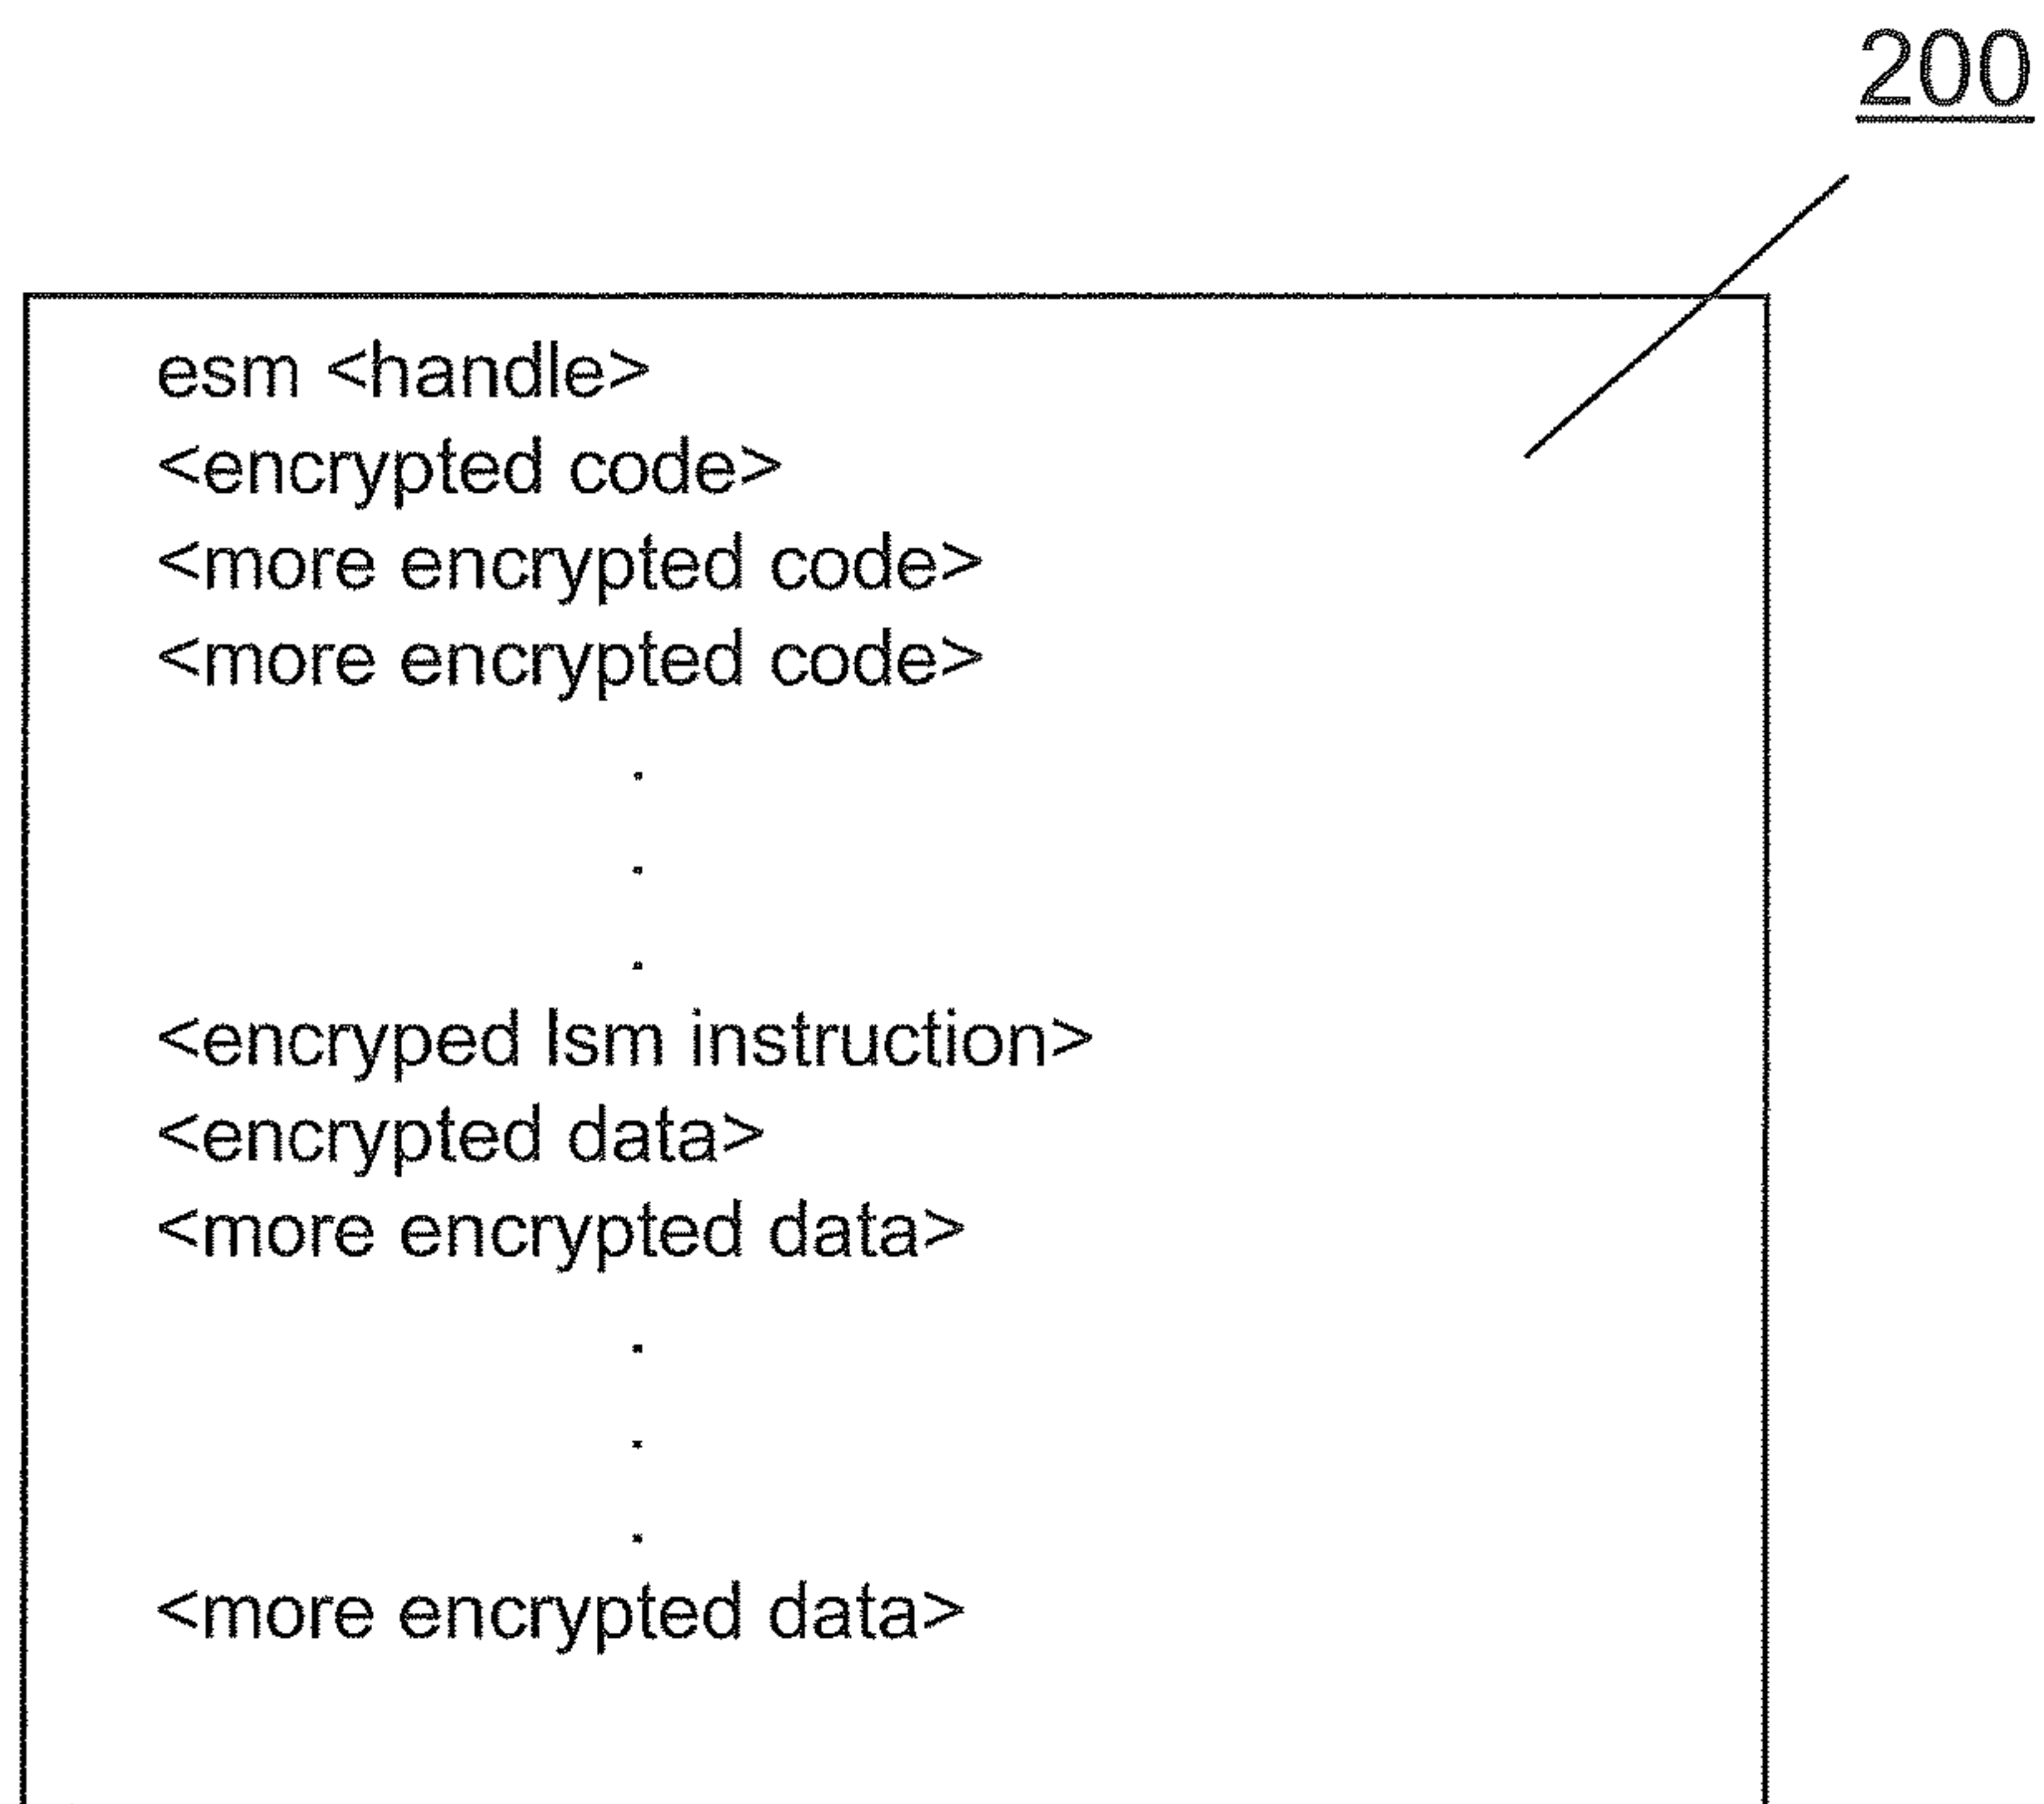 200
esm <handle>
<encrypted code>
<more encrypted code>
<more encrypted code>
.
.
.
<encryped lsm instruction>
<encrypted data>
<more encrypted data>
.
.
.
<more encrypted data>